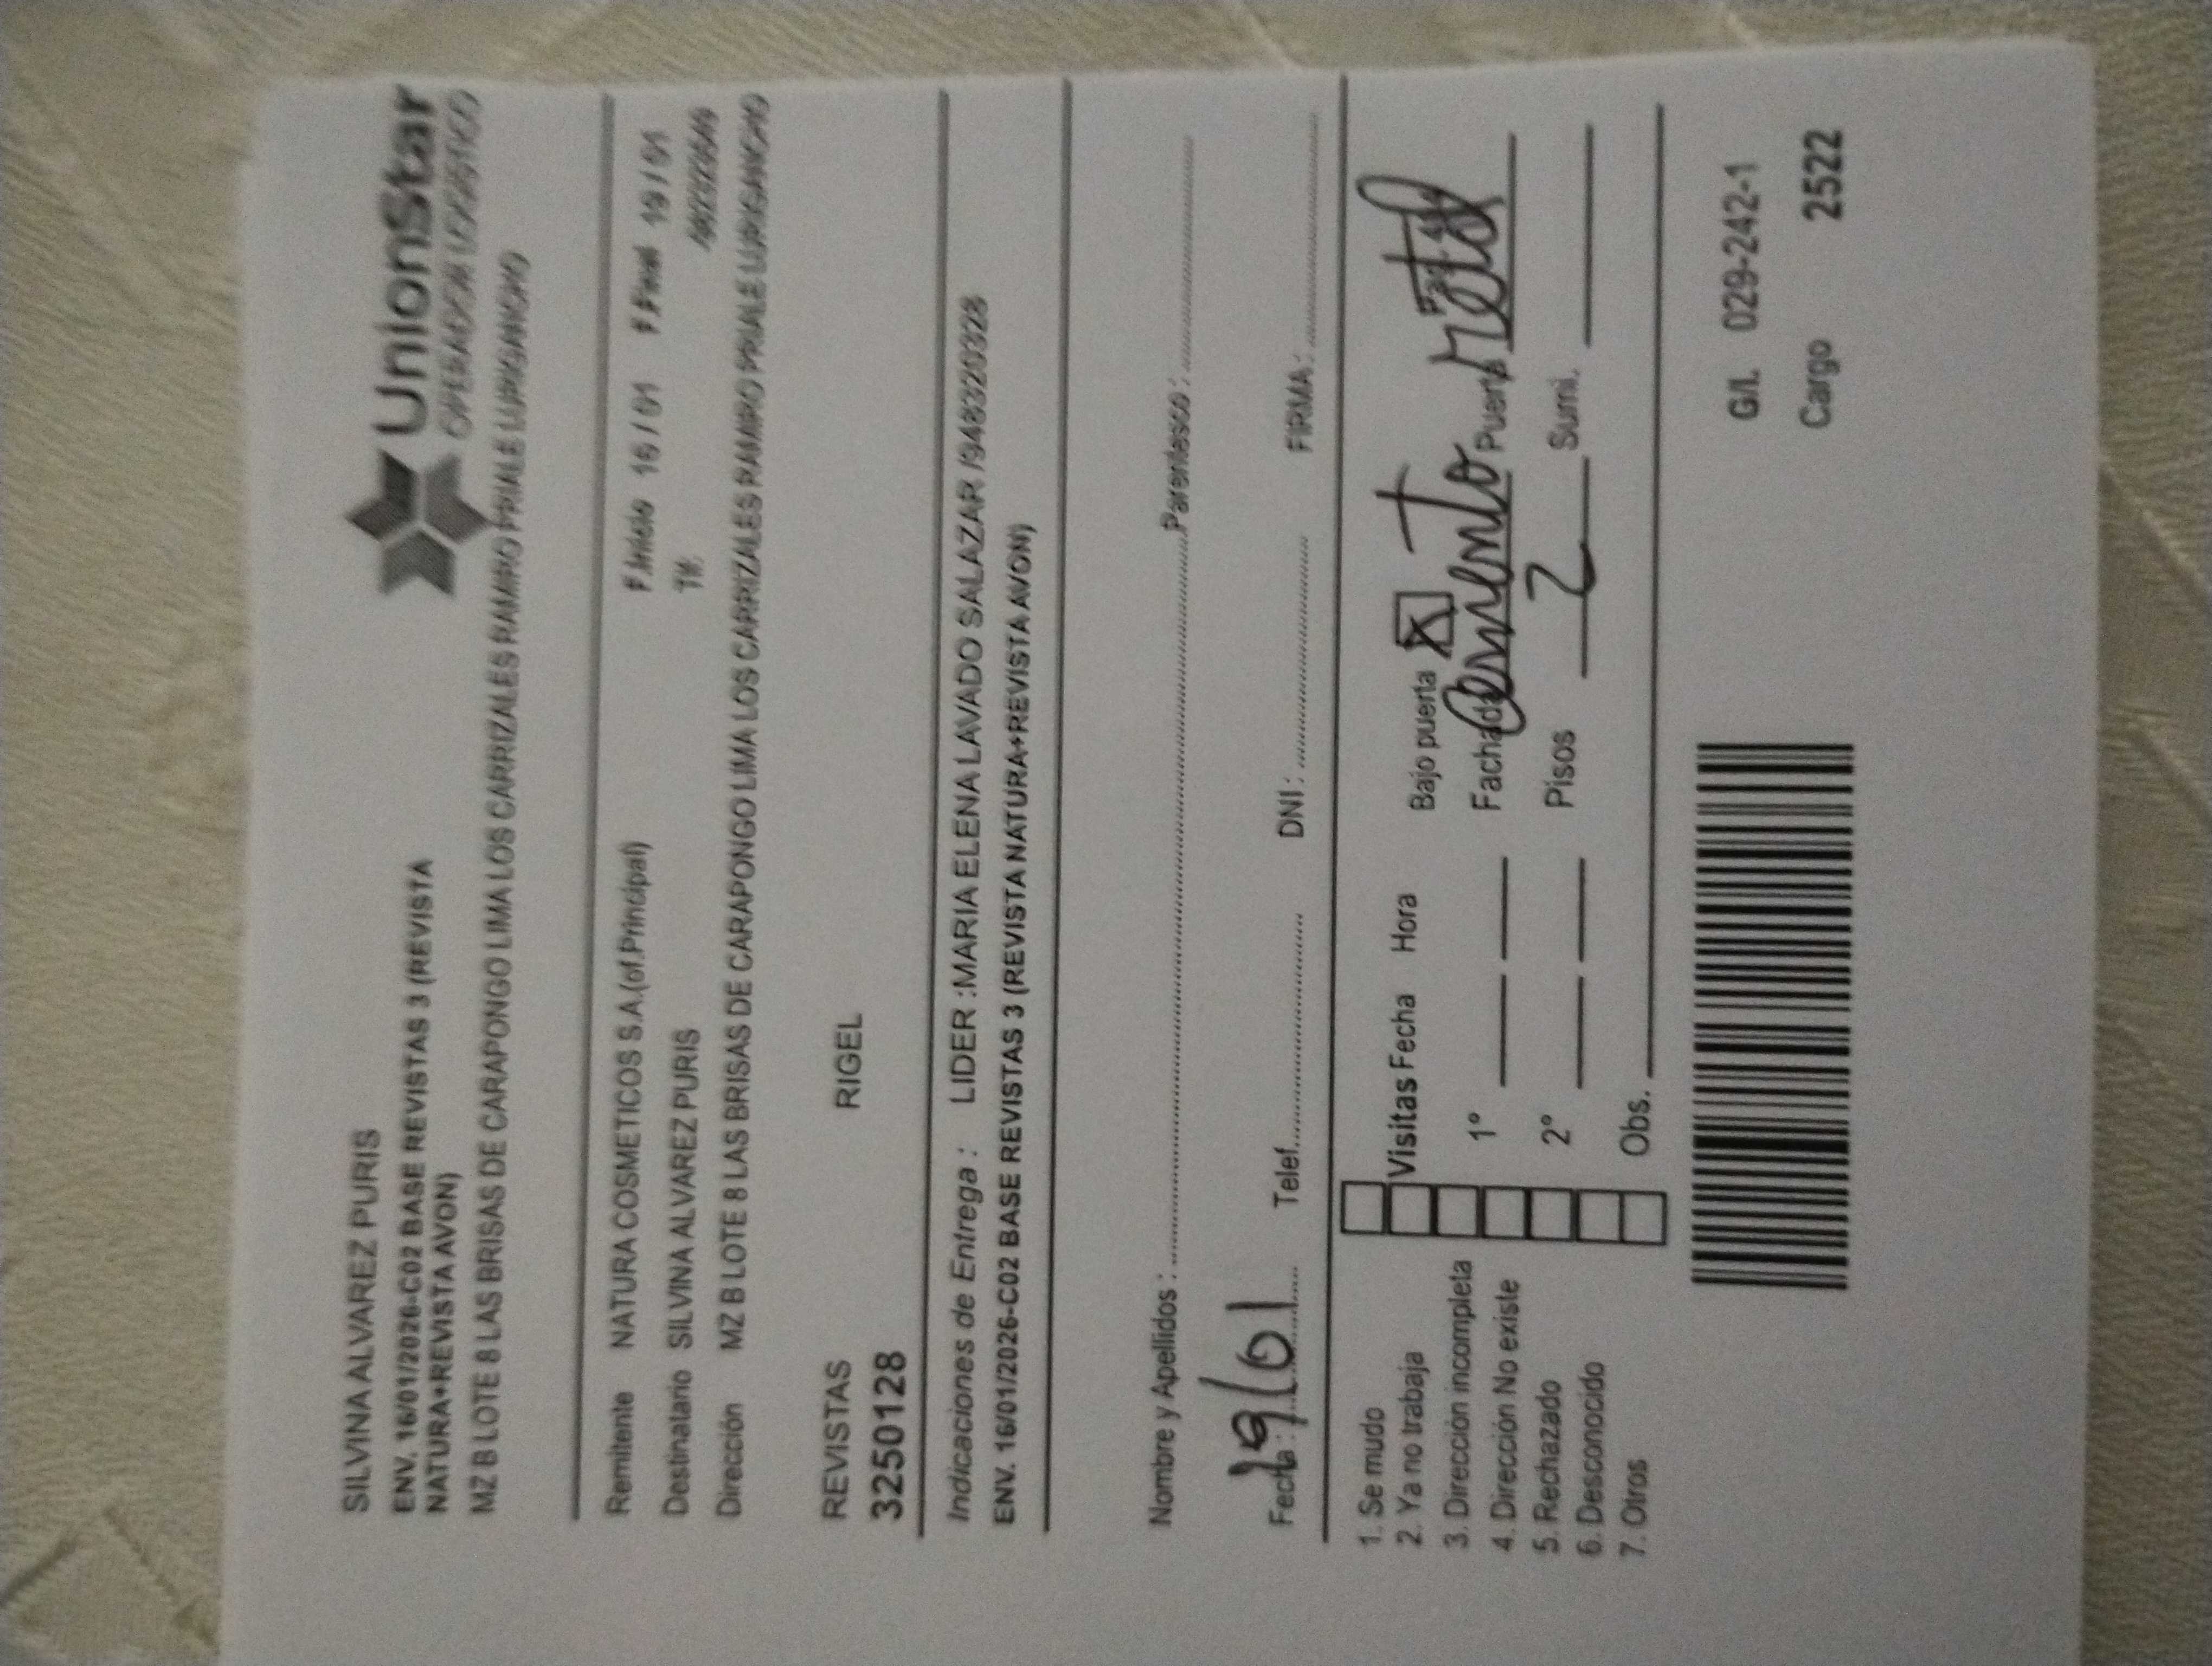 SILVINA ALVAREZ PURIS
UnionStar
OPERADOR LOGISTICO
ENV. 16/01/2026-C02 BASE REVISTAS 3 (REVISTA
NATURA+REVISTA AVON)
MZ B LOTE 8 LAS BRISAS DE CARAPONGO LIMA LOS CARRIZALES RAMIRO PRIALE LURIGANCHO
Remitente NATURA COSMETICOS S.A.(of.Principal) F.Inicio 16/01 F.Final 19/01
Destinatario SILVINA ALVAREZ PURIS Tlf.
Dirección MZ B LOTE 8 LAS BRISAS DE CARAPONGO LIMA LOS CARRIZALES RAMIRO PRIALE LURIGANCHO
REVISTAS RIGEL
32501128
Indicaciones de Entrega : LIDER :MARIA ELENA LAVADO SALAZAR /948320328
ENV. 16/01/2026-C02 BASE REVISTAS 3 (REVISTA NATURA+REVISTA AVON)
Nombre y Apellidos : Parentesco :
Fecha : 19/01 Telef. DNI : FIRMA :
1. Se mudo
2. Ya no trabaja
3. Dirección incompleta
4. Dirección No existe
5. Rechazado
6. Desconocido
7. Otros
Visitas Fecha Hora Bajo puerta X T
1º Fachada Cemento Puerta Metal
2º Pisos 2 Sumi.
Obs.
G/L 029-242-1
Cargo 2522